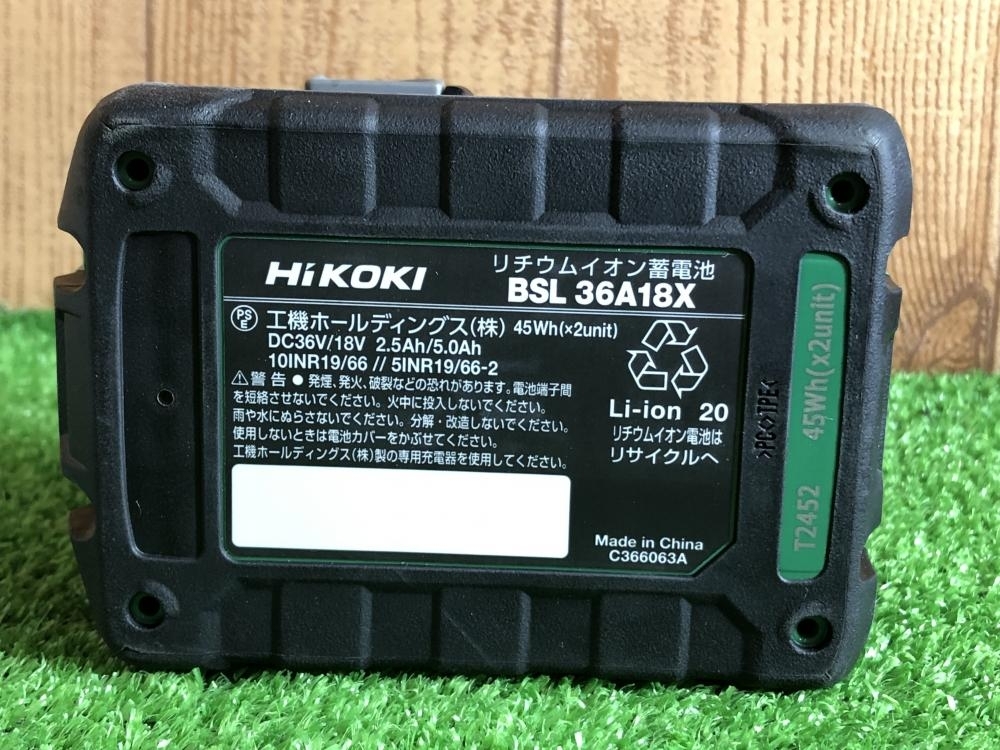 HiKOKI
リチウムイオン蓄電池
BSL 36A18X
PS E 工機ホールディングス(株) 45Wh(×2unit)
DC36V/18V 2.5Ah/5.0Ah
10INR19/66 // 5INR19/66-2
⚠警告 ● 発煙、発火、破裂などの恐れがあります。電池端子間
を短絡させないでください。火中に投入しないでください。
雨や水にぬらさないでください。分解・改造しないでください。
使用しないときは電池カバーをかぶせてください。
工機ホールディングス(株)製の専用充電器を使用してください。
Li-ion 20
リチウムイオン電池は
リサイクルへ
Made in China
C366063A
T2452 45Wh(x2unit)